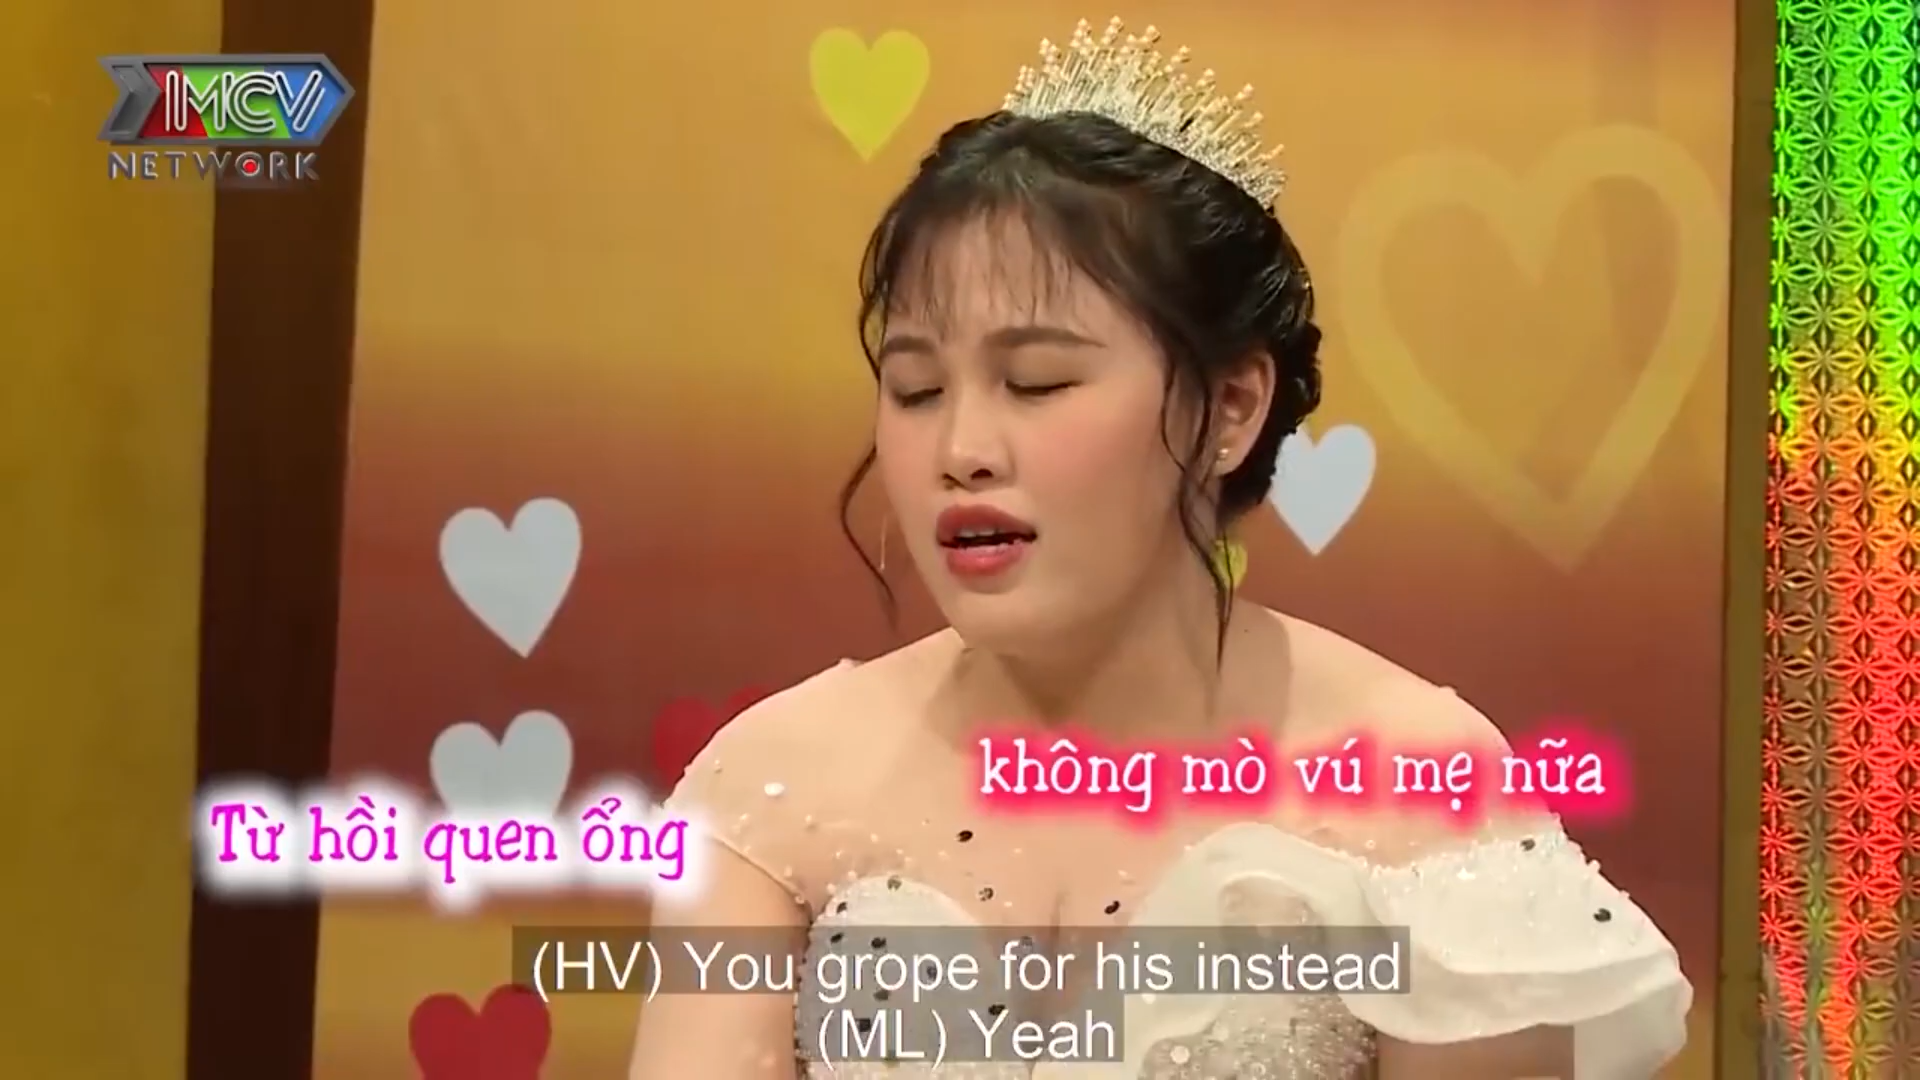 MCV
NETWORK
không mò vú mẹ nữa
Từ hồi quen ổng
(HV) You grope for his instead
(ML) Yeah